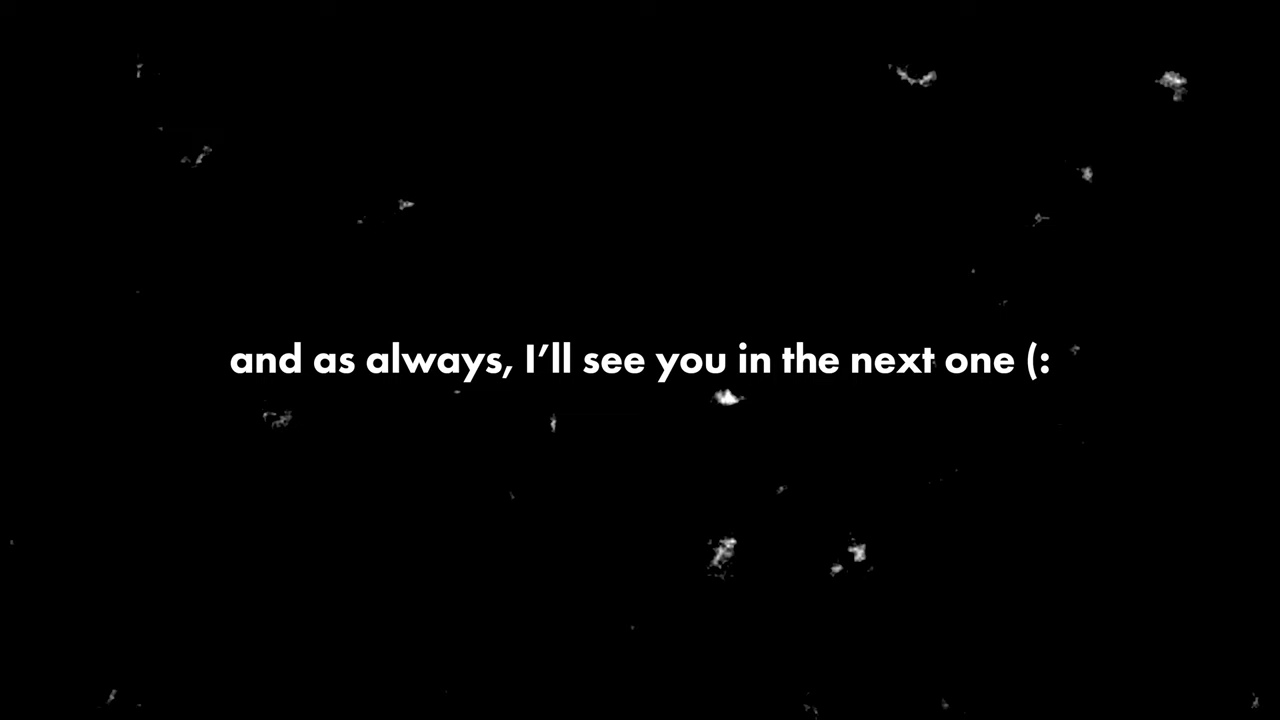 and as always, I’ll see you in the next one (: